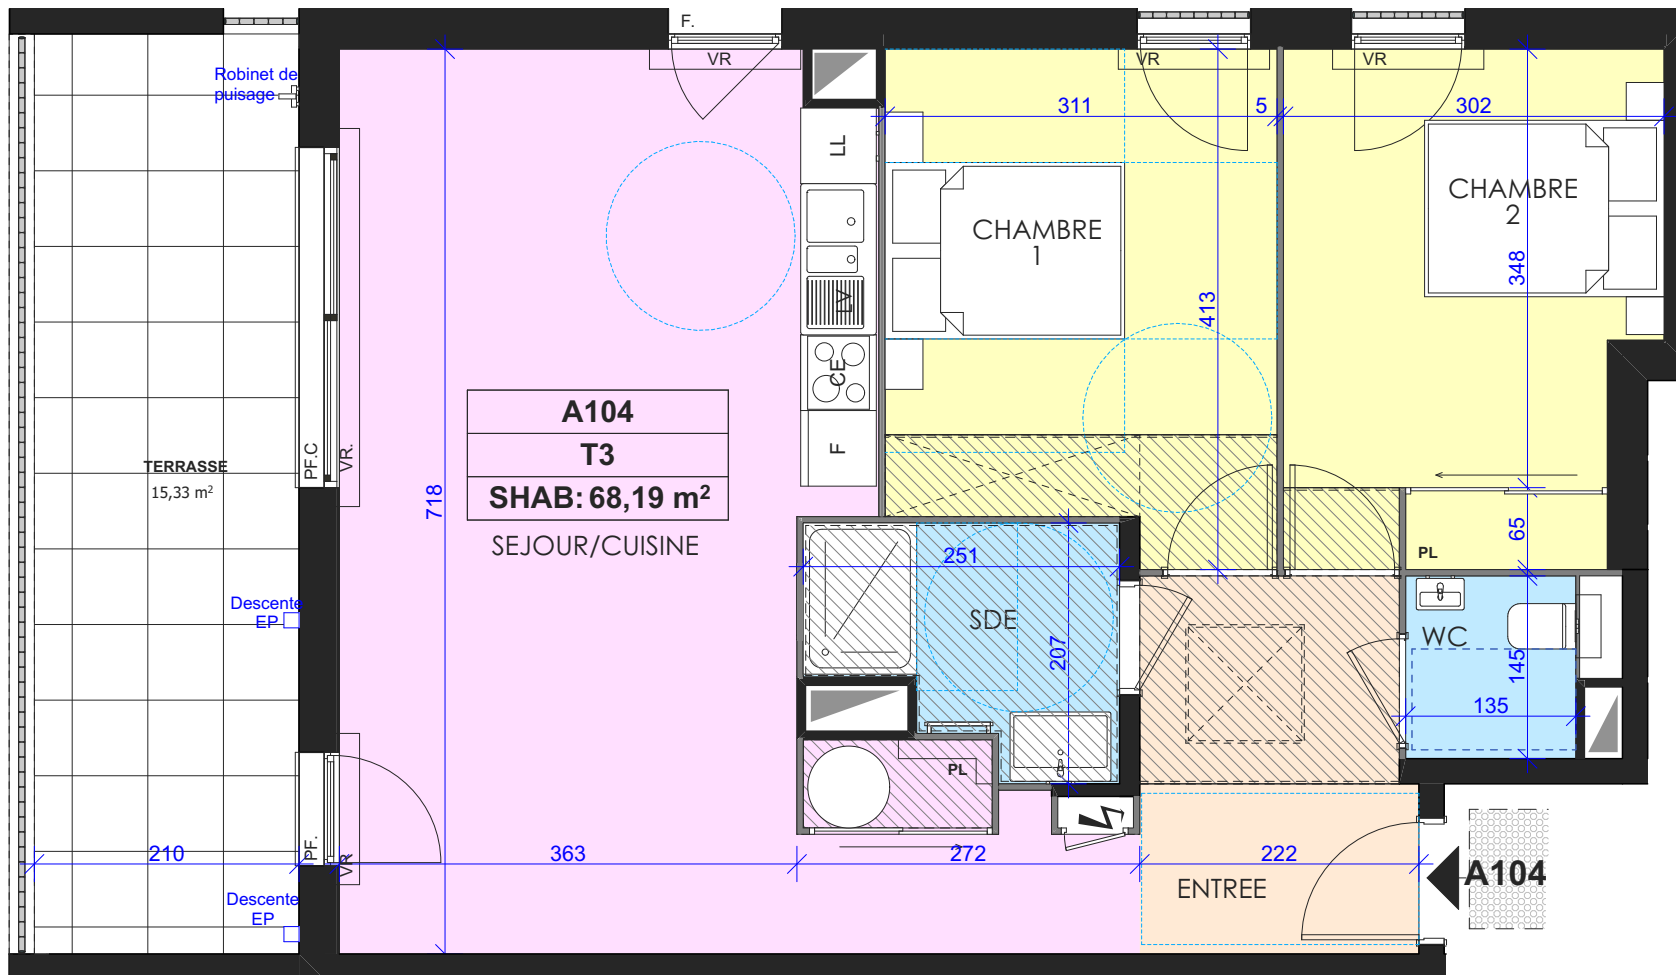 F.
VR
VR
VR
Robinet de
puisage
311
5
302
LL
CHAMBRE
1
CHAMBRE
2
348
413
LV
CE
F
A104
T3
SHAB: 68,19 m²
SEJOUR/CUISINE
718
TERRASSE
15,33 m²
PF.C
VR.
65
PL
251
SDE
207
WC
145
135
Descente
EP
PL
PF.
VR
210
363
272
222
ENTREE
A104
Descente
EP